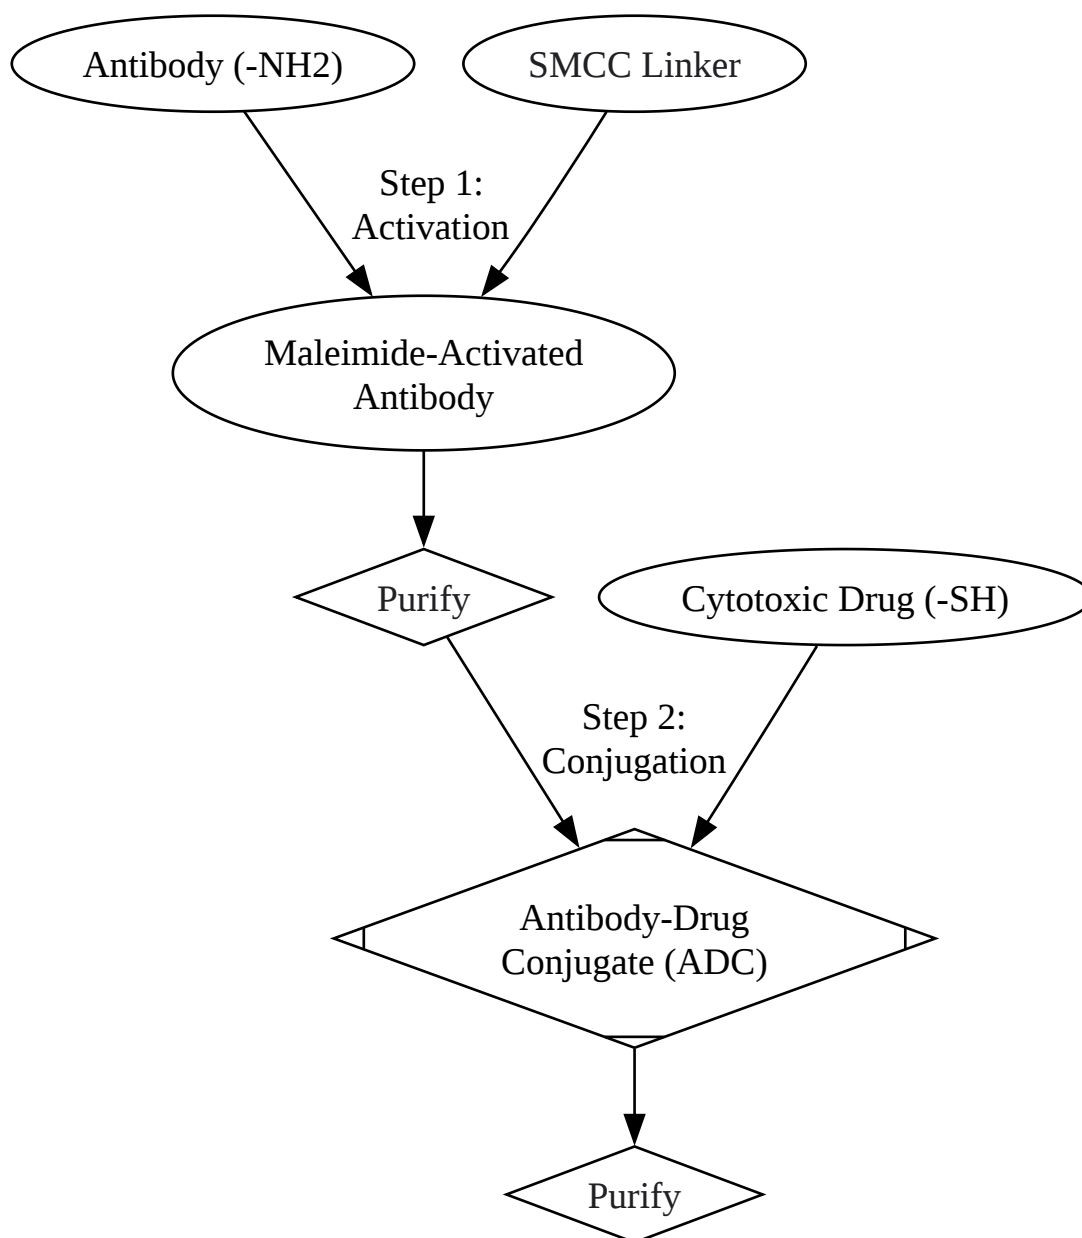 Antibody (-NH2)
SMCC Linker
Step 1:
Activation
Maleimide-Activated
Antibody
Purify
Cytotoxic Drug (-SH)
Step 2:
Conjugation
Antibody-Drug
Conjugate (ADC)
Purify